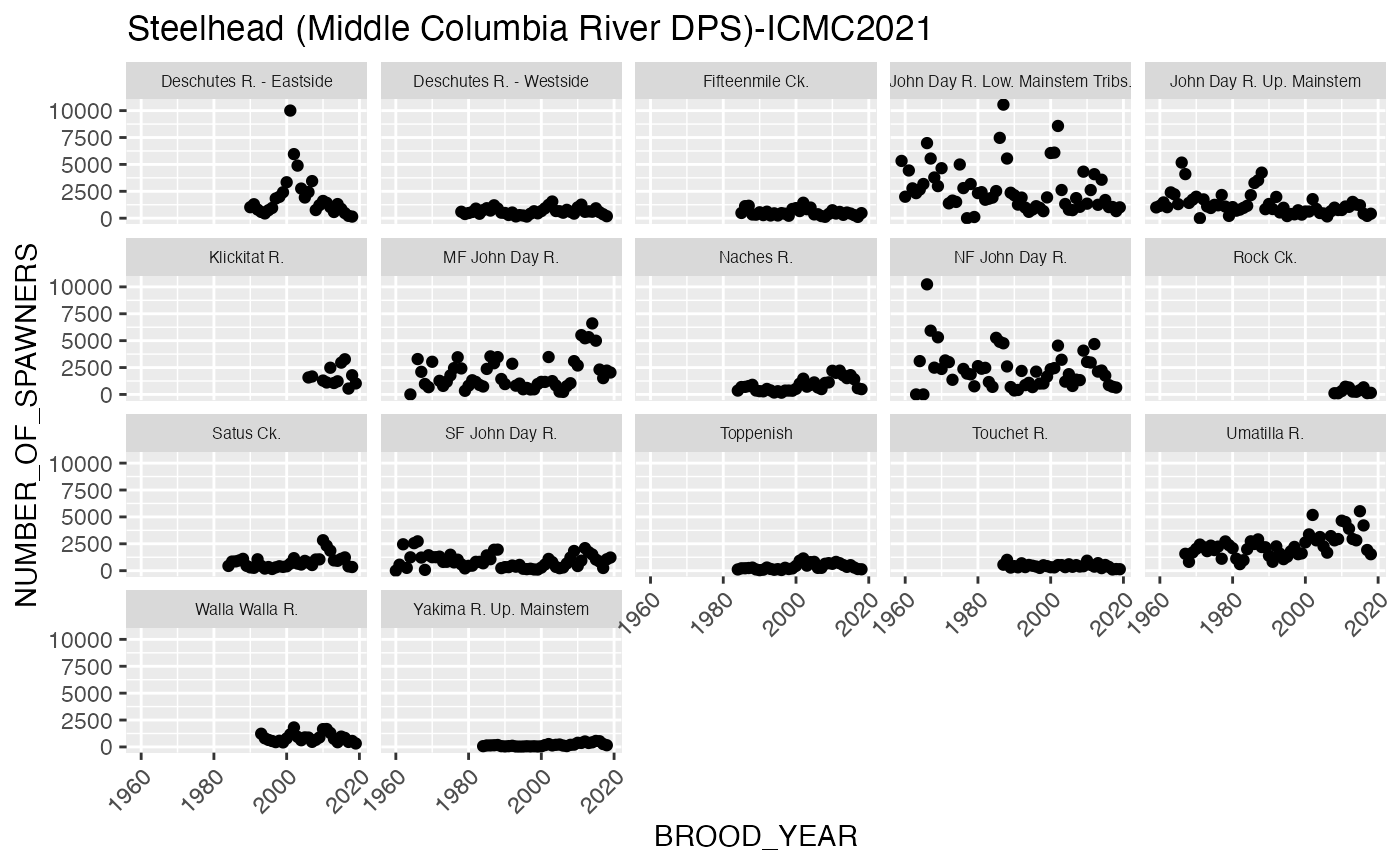 Steelhead (Middle Columbia River DPS)-ICMC2021
Deschutes R. - Eastside
Deschutes R. - Westside
Fifteenmile Ck.
John Day R. Low. Mainstem Tribs.
John Day R. Up. Mainstem
10000
7500
5000
2500
0
Klickitat R.
MF John Day R.
Naches R.
NF John Day R.
Rock Ck.
10000
7500
5000
2500
0
Satus Ck.
SF John Day R.
Toppenish
Touchet R.
Umatilla R.
10000
7500
5000
2500
0
1960 1980 2000 2020
1960 1980 2000 2020
1960 1980 2000 2020
Walla Walla R.
Yakima R. Up. Mainstem
10000
7500
5000
2500
0
1960 1980 2000 2020
1960 1980 2000 2020
NUMBER_OF_SPAWNERS
BROOD_YEAR